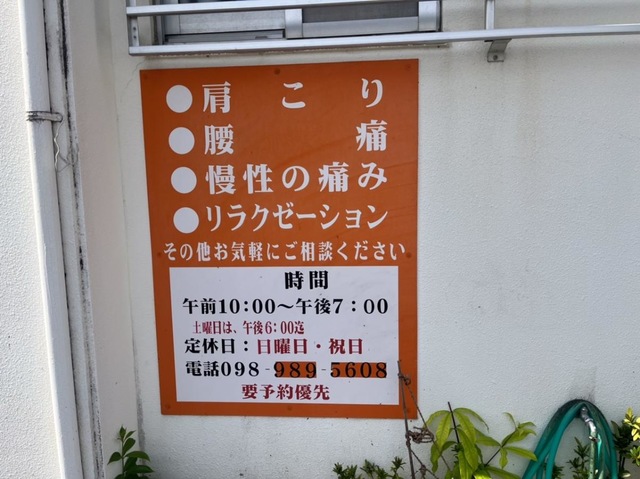 ●肩こり
●腰痛
●慢性の痛み
●リラクゼーション
その他お気軽にご相談ください
時間
午前10:00～午後7:00
土曜日は、午後6:00迄
定休日：日曜日・祝日
電話098-989-5608
要予約優先